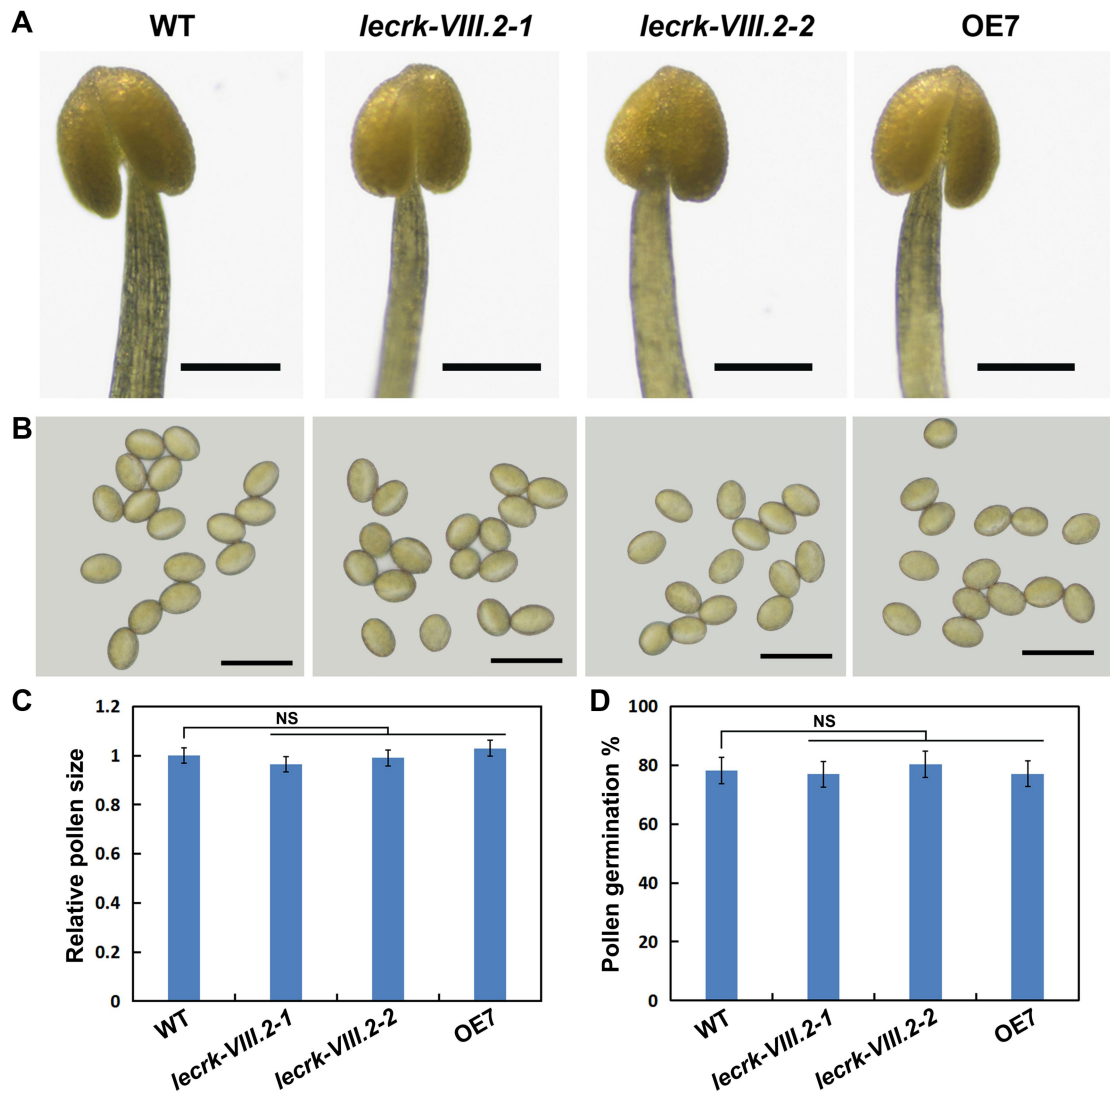 A
WT
lecrk-VIII.2-1
lecrk-VIII.2-2
OE7
B
C
Relative pollen size
1.2
1
0.8
0.6
0.4
0.2
0
NS
WT
lecrk-VIII.2-1
lecrk-VIII.2-2
OE7
D
Pollen germination %
100
80
60
40
20
0
NS
WT
lecrk-VIII.2-1
lecrk-VIII.2-2
OE7